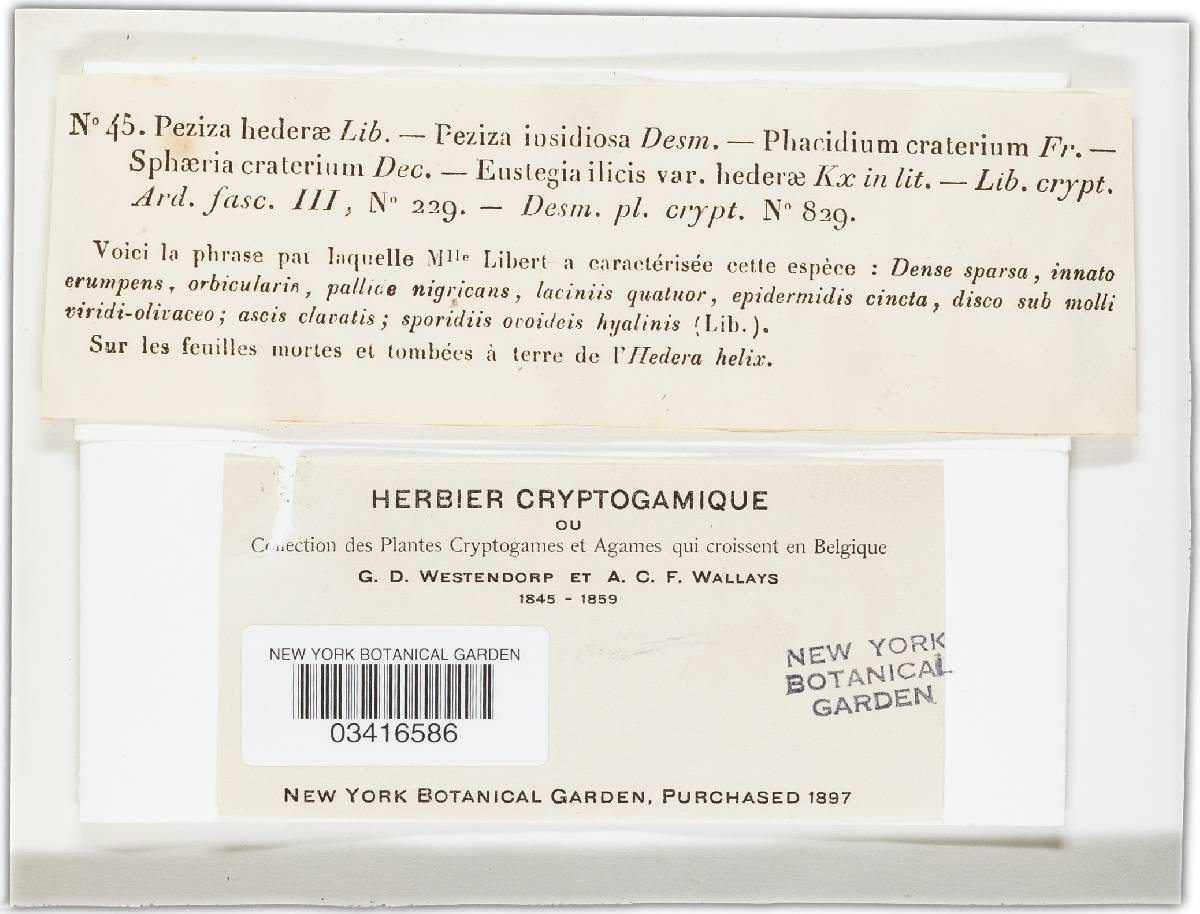 Nº 45. Peziza hederæ Lib. — Peziza insidiosa Desm. — Phacidium craterium Fr. —
Sphæria craterium Dec. — Eustegia ilicis var. hederæ Kx in lit. — Lib. crypt.
Ard. fasc. III, Nº 229. — Desm. pl. crypt. Nº 829.
Voici la phrase par laquelle Mlle Libert a caractérisée cette espèce : Dense sparsa, innato
erumpens, orbicularis, pallide nigricans, laciniis quatuor, epidermidis cincta, disco sub molli
viridi-olivaceo; ascis clavatis; sporidiis ovoideis hyalinis (Lib.).
Sur les feuilles mortes et tombées à terre de l'Hedera helix.
HERBIER CRYPTOGAMIQUE
OU
Collection des Plantes Cryptogames et Agames qui croissent en Belgique
G. D. WESTENDORP ET A. C. F. WALLAYS
1845 - 1859
NEW YORK BOTANICAL GARDEN
03416586
NEW YORK
BOTANICAL
GARDEN
NEW YORK BOTANICAL GARDEN, PURCHASED 1897